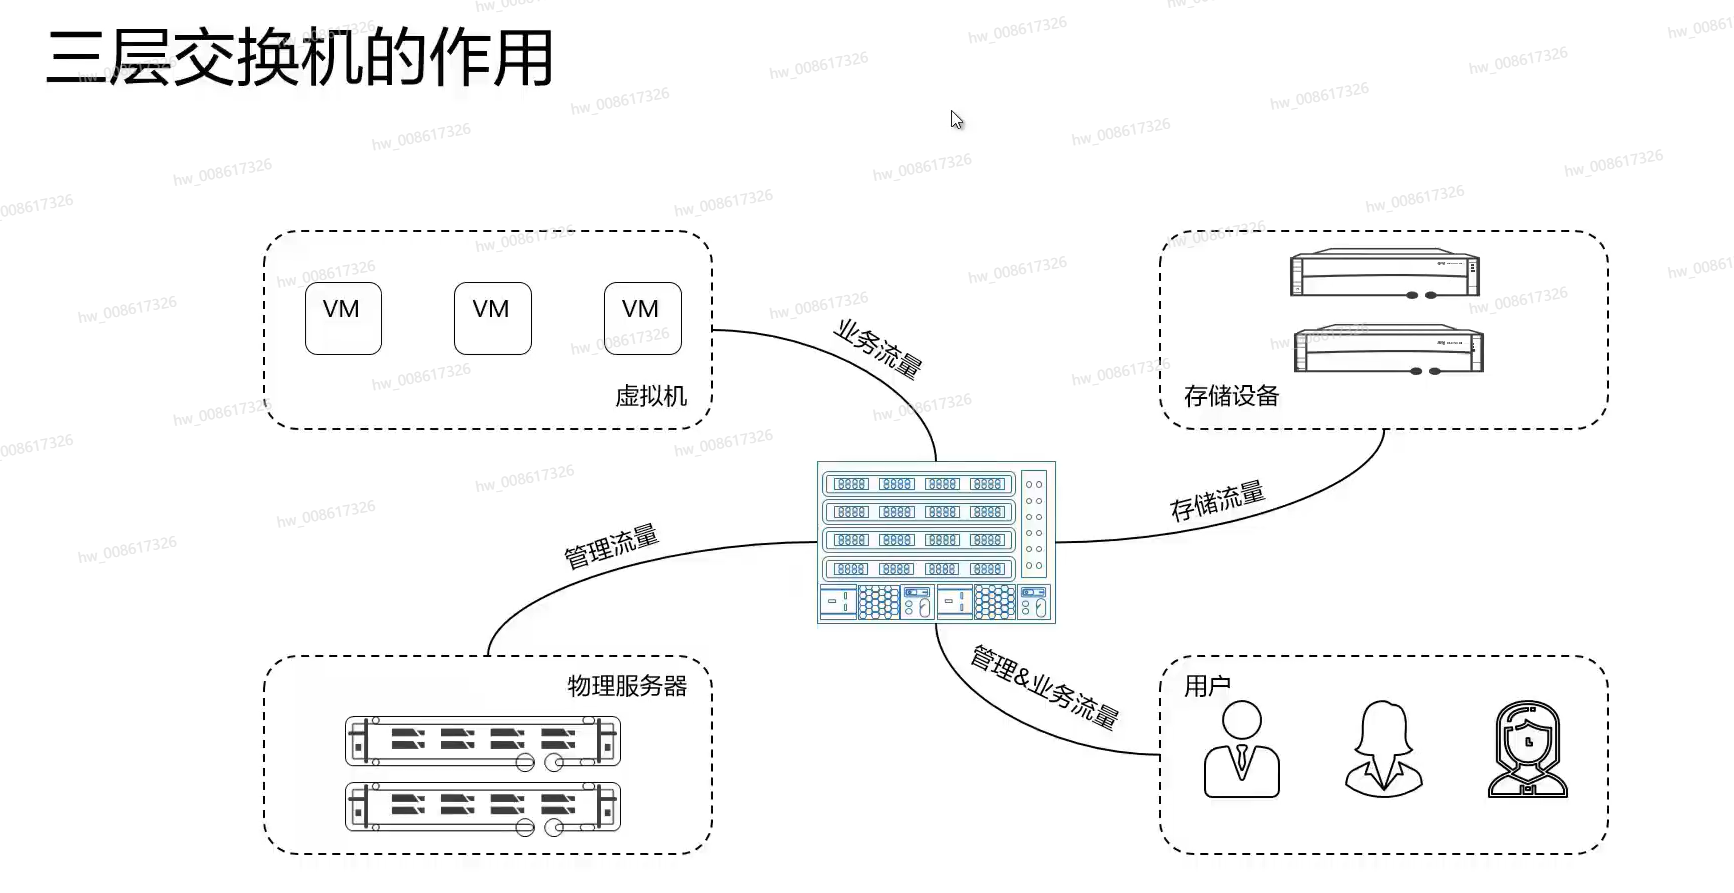 三层交换机的作用
VM
VM
VM
虚拟机
业务流量
存储设备
存储流量
管理流量
物理服务器
管理&业务流量
用户
hw_008617326